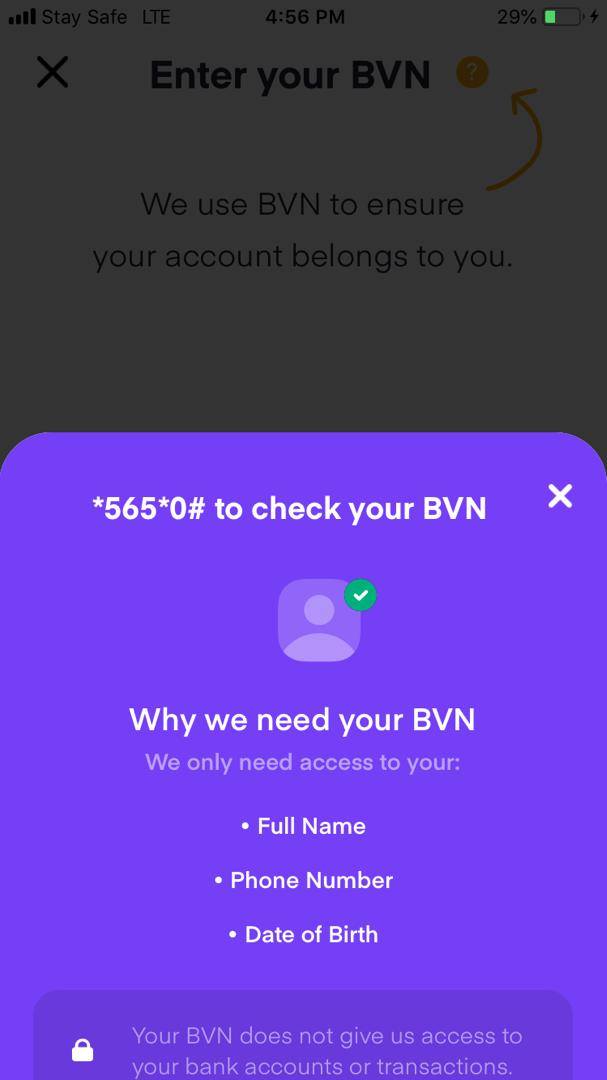 Stay Safe LTE 4:56 PM 29%
Enter your BVN ?
We use BVN to ensure
your account belongs to you.
*565*0# to check your BVN
Why we need your BVN
We only need access to your:
• Full Name
• Phone Number
• Date of Birth
Your BVN does not give us access to
your bank accounts or transactions.